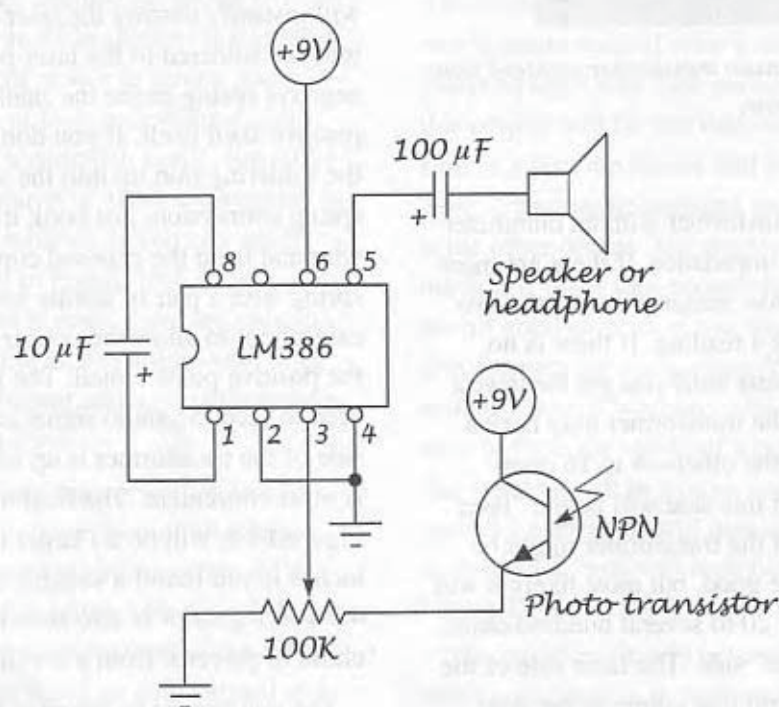 +9V
100 µF
+
8
6
5
Speaker or
headphone
10 µF
+
LM386
+9V
1
2
3
4
NPN
Photo transistor
100K